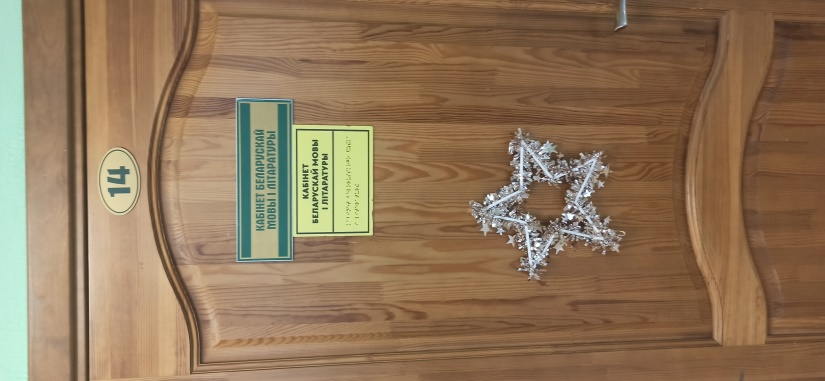 14
КАБІНЕТ БЕЛАРУСКАЙ
МОВЫ І ЛІТАРАТУРЫ
КАБІНЕТ
БЕЛАРУСКАЙ МОВЫ
І ЛІТАРАТУРЫ